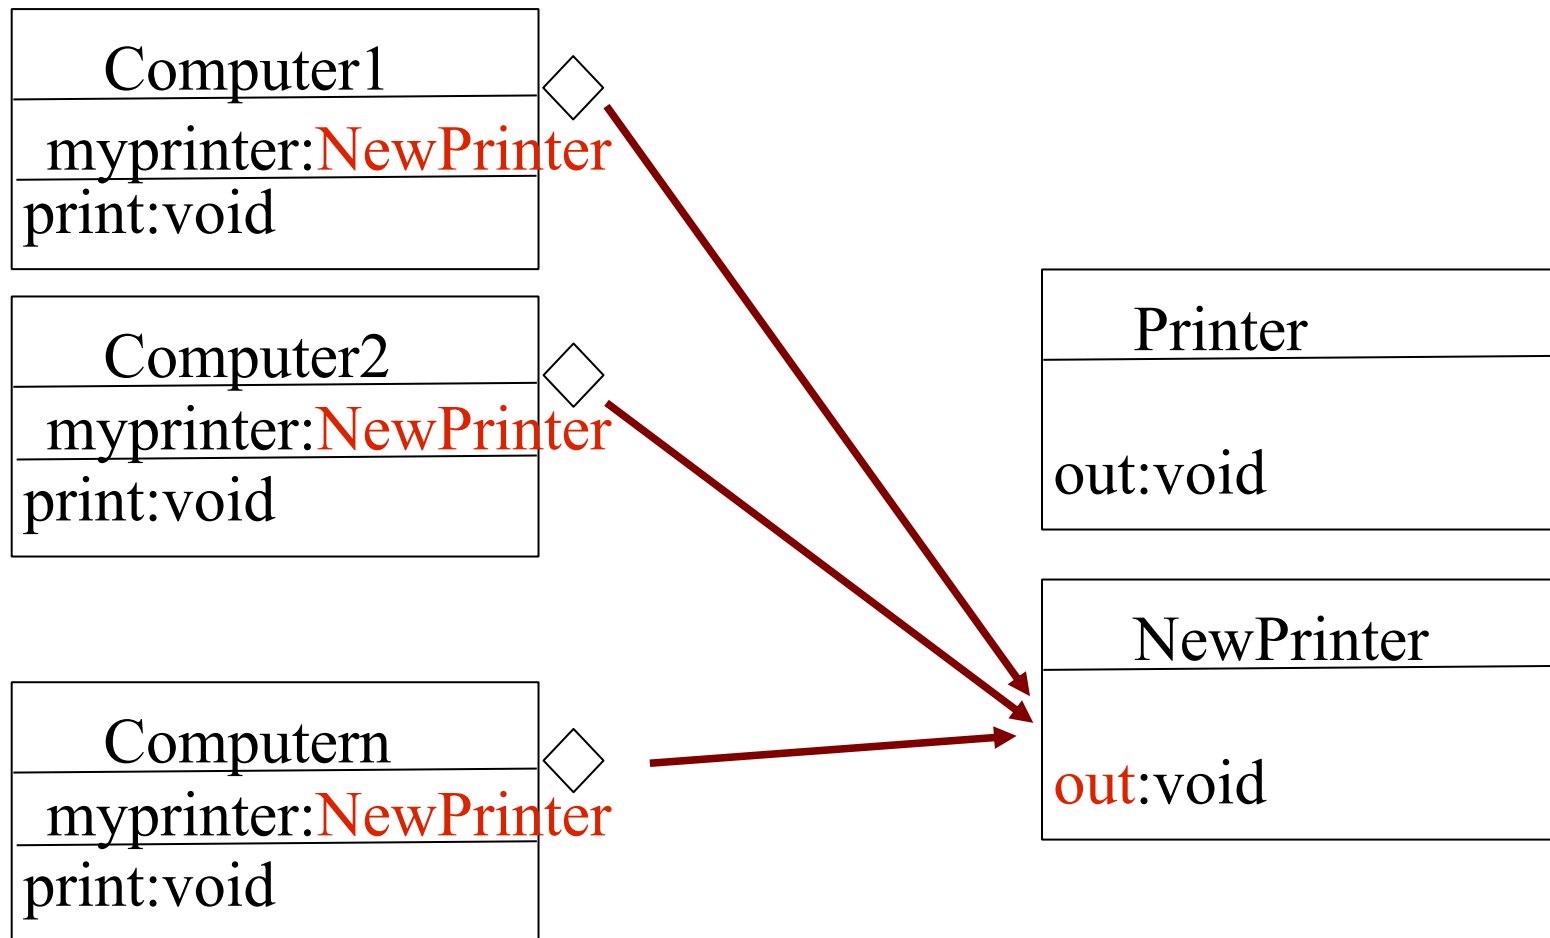 Computer1
myprinter:NewPrinter
print:void
Computer2
myprinter:NewPrinter
print:void
Computern
myprinter:NewPrinter
print:void
Printer
out:void
NewPrinter
out:void